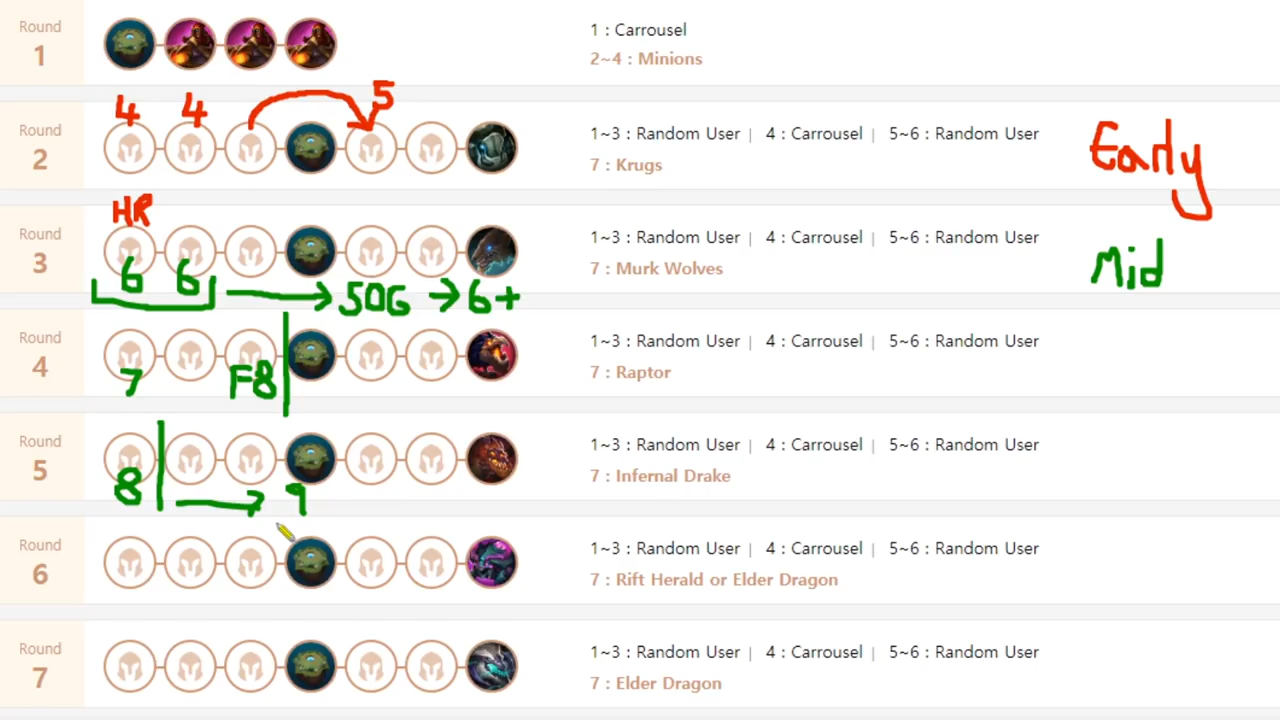 Round
1
1 : Carrousel
2~4 : Minions
4 4 5
Round
2
1~3 : Random User | 4 : Carrousel | 5~6 : Random User
7 : Krugs
Early
HR
Round
3
1~3 : Random User | 4 : Carrousel | 5~6 : Random User
7 : Murk Wolves
Mid
6 6 → 50G → 6+
Round
4
1~3 : Random User | 4 : Carrousel | 5~6 : Random User
7 : Raptor
7 F8
Round
5
1~3 : Random User | 4 : Carrousel | 5~6 : Random User
7 : Infernal Drake
8 → 9
Round
6
1~3 : Random User | 4 : Carrousel | 5~6 : Random User
7 : Rift Herald or Elder Dragon
Round
7
1~3 : Random User | 4 : Carrousel | 5~6 : Random User
7 : Elder Dragon